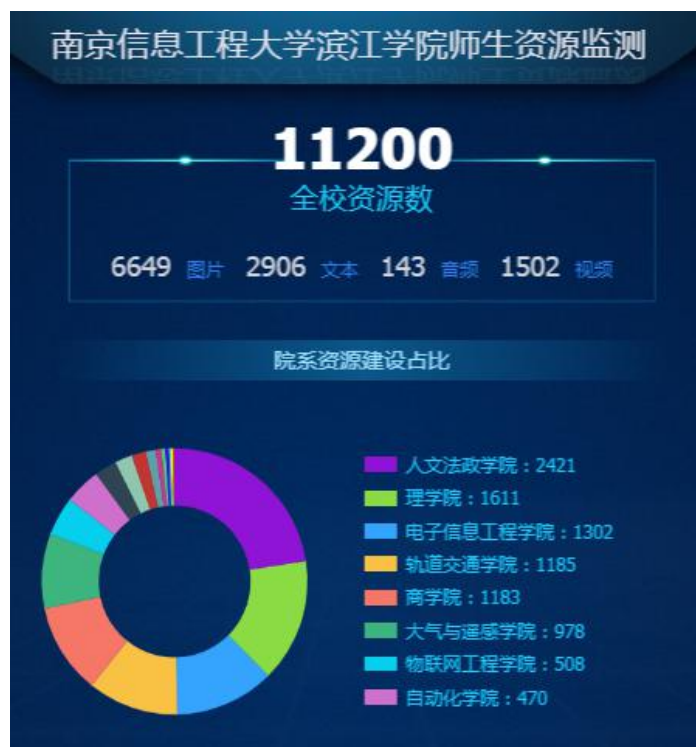 南京信息工程大学滨江学院师生资源监测
11200
全校资源数
6649 图片 2906 文本 143 音频 1502 视频
院系资源建设占比
人文法政学院：2421
理学院：1611
电子信息工程学院：1302
轨道交通学院：1185
商学院：1183
大气与遥感学院：978
物联网工程学院：508
自动化学院：470